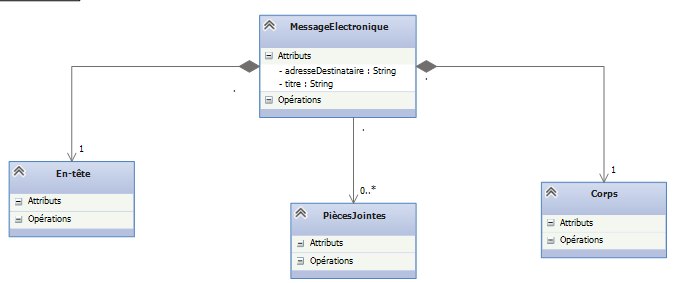 MessageElectronique
Attributs
- adresseDestinataire : String
- titre : String
Opérations
1
En-tête
Attributs
Opérations
0..*
PiècesJointes
Attributs
Opérations
1
Corps
Attributs
Opérations